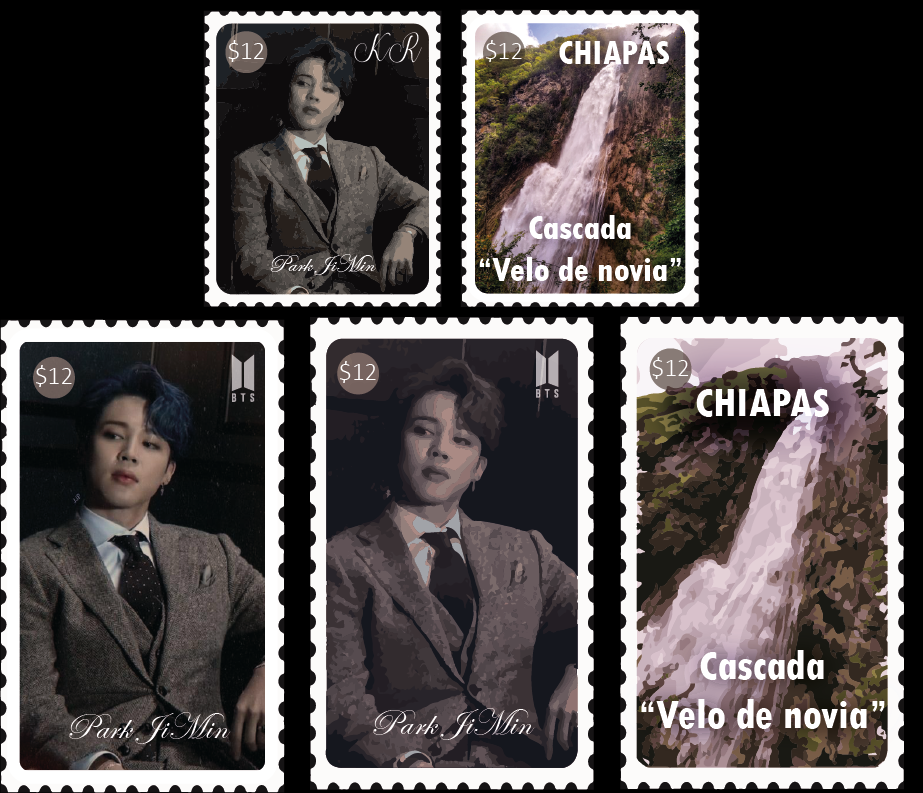 $12
KR
Park JiMin
$12
CHIAPAS
Cascada
“Velo de novia”
$12
BTS
Park JiMin
$12
BTS
Park JiMin
$12
CHIAPAS
Cascada
“Velo de novia”